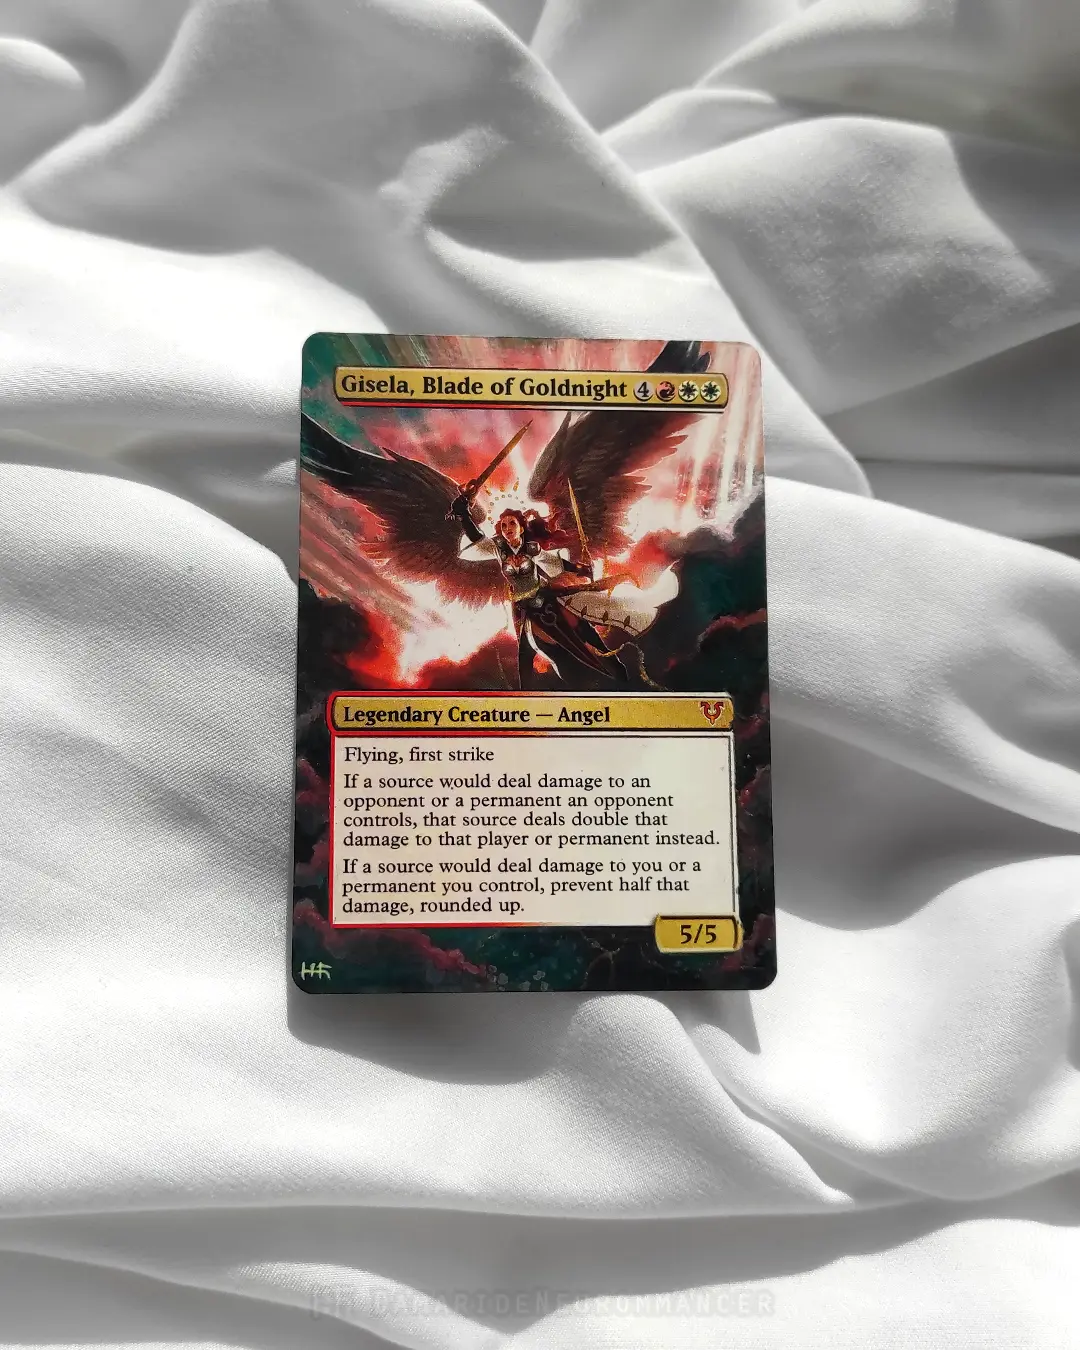 Gisela, Blade of Goldnight 4
Legendary Creature — Angel
Flying, first strike
If a source would deal damage to an
opponent or a permanent an opponent
controls, that source deals double that
damage to that player or permanent instead.
If a source would deal damage to you or a
permanent you control, prevent half that
damage, rounded up.
5/5
HF